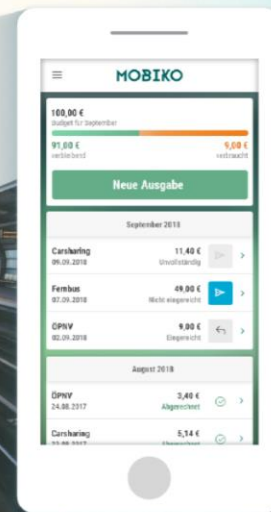 MOBIKO
100,00 €
Budget für September
91,00 € 9,00 €
verbleibend verbraucht
Neue Ausgabe
September 2018
Carsharing 11,40 €
09.09.2018 Unvollständig
Fernbus 49,00 €
07.09.2018 Nicht eingereicht
ÖPNV 9,00 €
02.09.2018 Eingereicht
August 2018
ÖPNV 3,40 €
24.08.2017 Abgerechnet
Carsharing 5,14 €